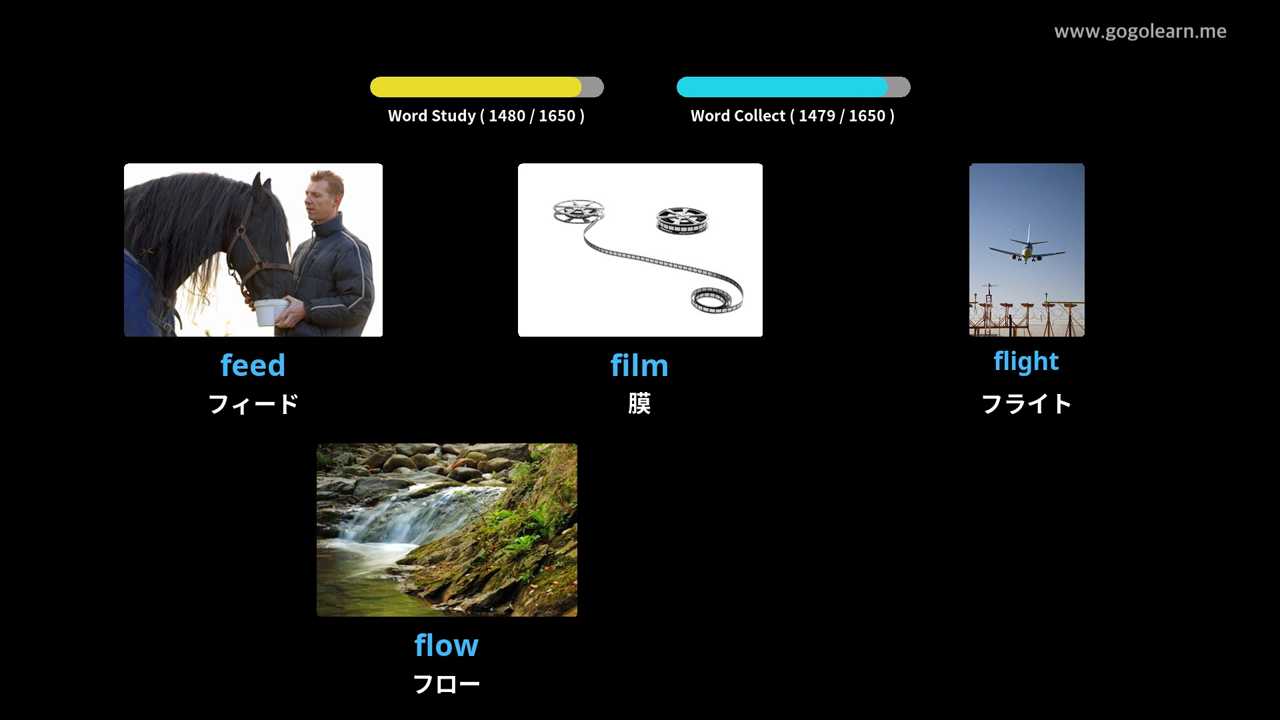 www.gogolearn.me
Word Study ( 1480 / 1650 )
Word Collect ( 1479 / 1650 )
feed
フィード
film
膜
flight
フライト
flow
フロー